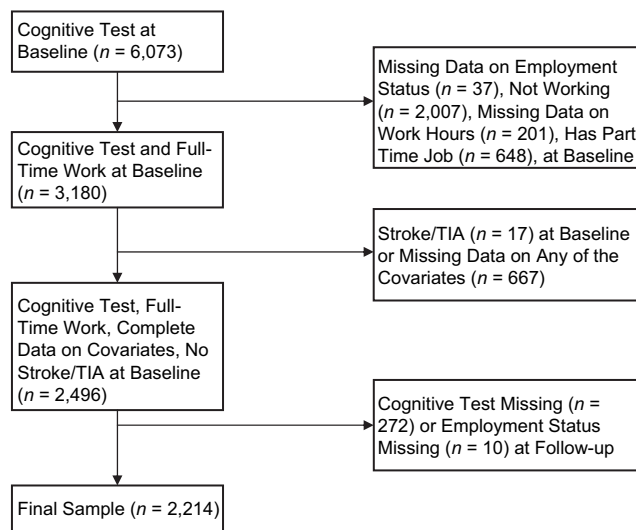 Cognitive Test at
Baseline (n = 6,073)
Missing Data on Employment
Status (n = 37), Not Working
(n = 2,007), Missing Data on
Work Hours (n = 201), Has Part
Time Job (n = 648), at Baseline
Cognitive Test and Full-
Time Work at Baseline
(n = 3,180)
Stroke/TIA (n = 17) at Baseline
or Missing Data on Any of the
Covariates (n = 667)
Cognitive Test, Full-
Time Work, Complete
Data on Covariates, No
Stroke/TIA at Baseline
(n = 2,496)
Cognitive Test Missing (n =
272) or Employment Status
Missing (n = 10) at Follow-up
Final Sample (n = 2,214)